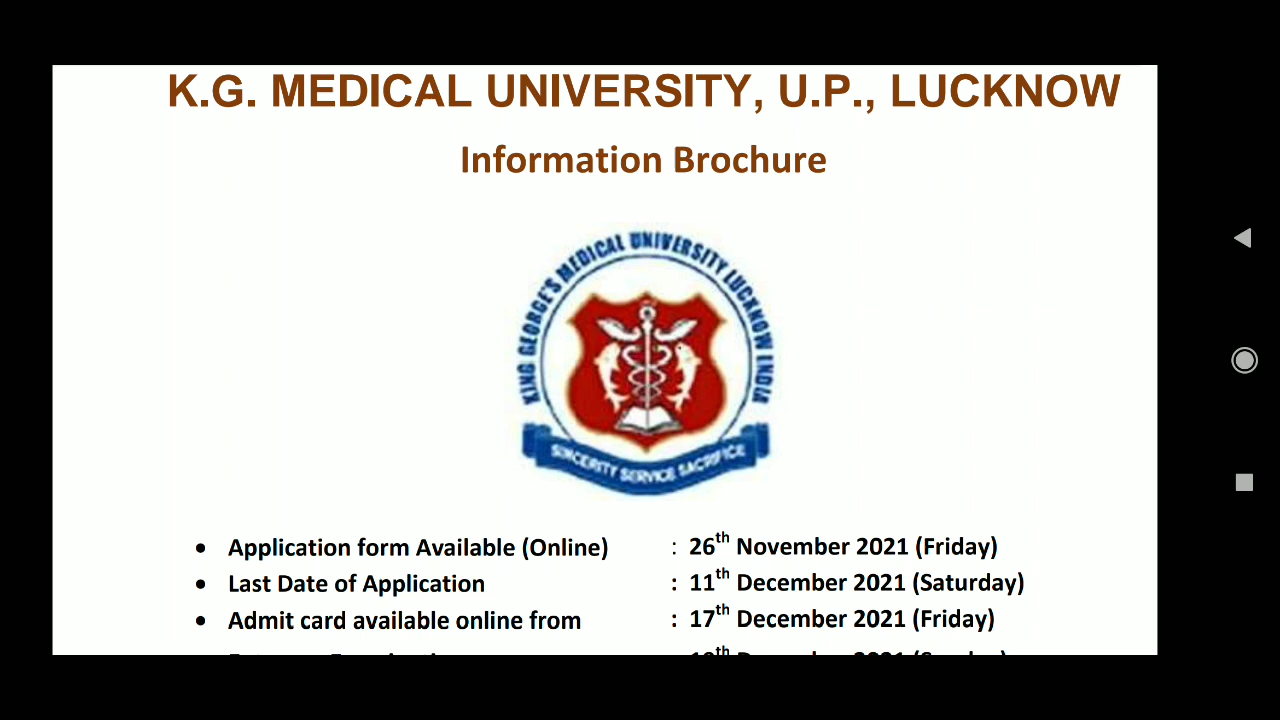 K.G. MEDICAL UNIVERSITY, U.P., LUCKNOW
Information Brochure
KING GEORGE'S MEDICAL UNIVERSITY LUCKNOW INDIA
SINCERITY SERVICE SACRIFICE
• Application form Available (Online) : 26th November 2021 (Friday)
• Last Date of Application : 11th December 2021 (Saturday)
• Admit card available online from : 17th December 2021 (Friday)